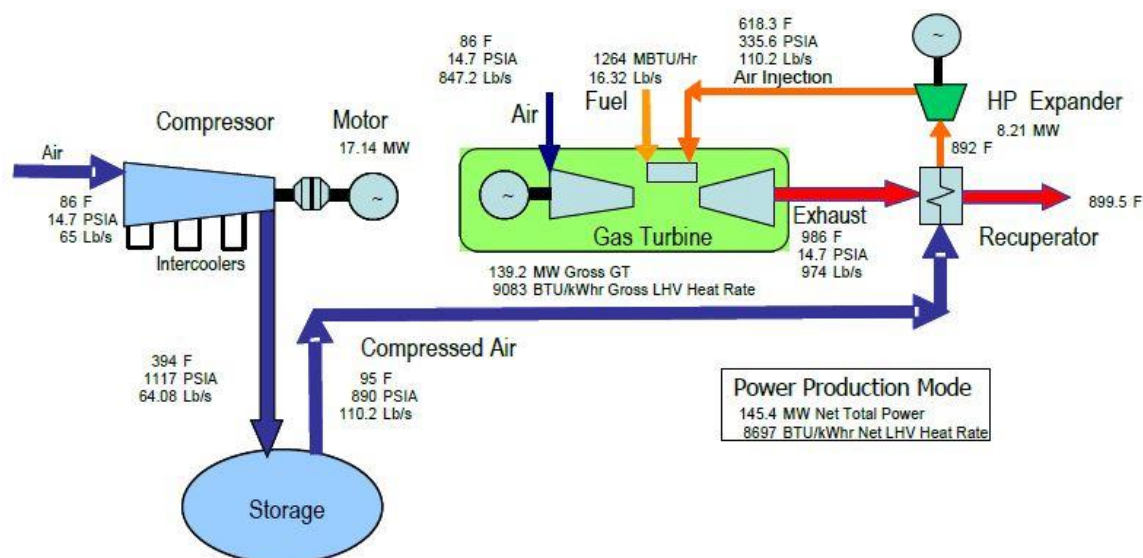 Air
86 F
14.7 PSIA
65 Lb/s
Compressor
Intercoolers
Motor
17.14 MW
~
394 F
1117 PSIA
64.08 Lb/s
Storage
95 F
890 PSIA
110.2 Lb/s
Compressed Air
86 F
14.7 PSIA
847.2 Lb/s
Air
1264 MBTU/Hr
16.32 Lb/s
Fuel
618.3 F
335.6 PSIA
110.2 Lb/s
Air Injection
~
Gas Turbine
139.2 MW Gross GT
9083 BTU/kWhr Gross LHV Heat Rate
Exhaust
986 F
14.7 PSIA
974 Lb/s
~
HP Expander
8.21 MW
892 F
899.5 F
Recuperator
Power Production Mode
145.4 MW Net Total Power
8697 BTU/kWhr Net LHV Heat Rate